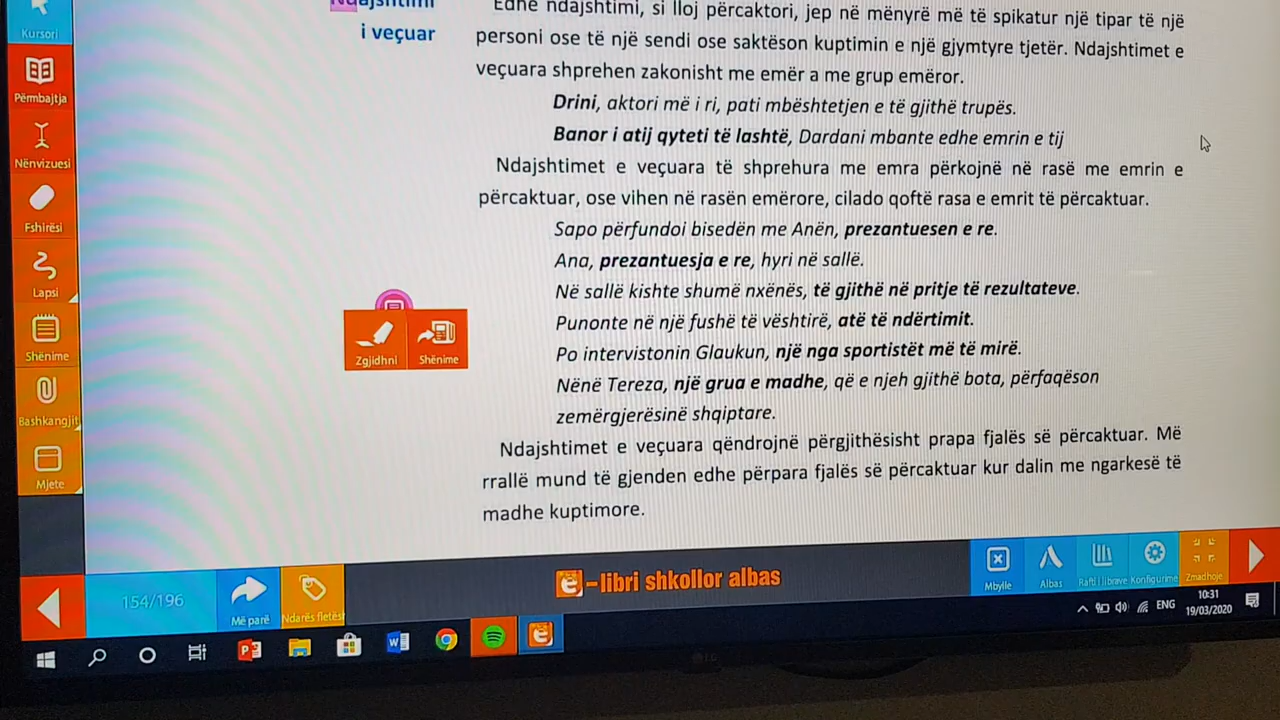 Kursori
Përmbajtja
Nënvizuesi
Fshirësi
Lapsi
Shënime
Bashkangjit
Mjete
Ndajshtimi
i veçuar
Edhe ndajshtimi, si lloj përcaktori, jep në mënyrë më të spikatur një tipar të një
personi ose të një sendi ose saktëson kuptimin e një gjymtyre tjetër. Ndajshtimet e
veçuara shprehen zakonisht me emër a me grup emëror.
Drini, aktori më i ri, pati mbështetjen e të gjithë trupës.
Banor i atij qyteti të lashtë, Dardani mbante edhe emrin e tij
Ndajshtimet e veçuara të shprehura me emra përkojnë në rasë me emrin e
përcaktuar, ose vihen në rasën emërore, cilado qoftë rasa e emrit të përcaktuar.
Sapo përfundoi bisedën me Anën, prezantuesen e re.
Ana, prezantuesja e re, hyri në sallë.
Në sallë kishte shumë nxënës, të gjithë në pritje të rezultateve.
Punonte në një fushë të vështirë, atë të ndërtimit.
Po intervistonin Glaukun, një nga sportistët më të mirë.
Nënë Tereza, një grua e madhe, që e njeh gjithë bota, përfaqëson
zemërgjerësinë shqiptare.
Ndajshtimet e veçuara qëndrojnë përgjithësisht prapa fjalës së përcaktuar. Më
rrallë mund të gjenden edhe përpara fjalës së përcaktuar kur dalin me ngarkesë të
madhe kuptimore.
Zgjidhni
Shënime
154/196
Më parë
Ndarës fletësh
e-libri shkollor albas
Mbylle
Albas
Rafti i librave
Konfigurime
Zmadhoje
ENG
10:31
19/03/2020